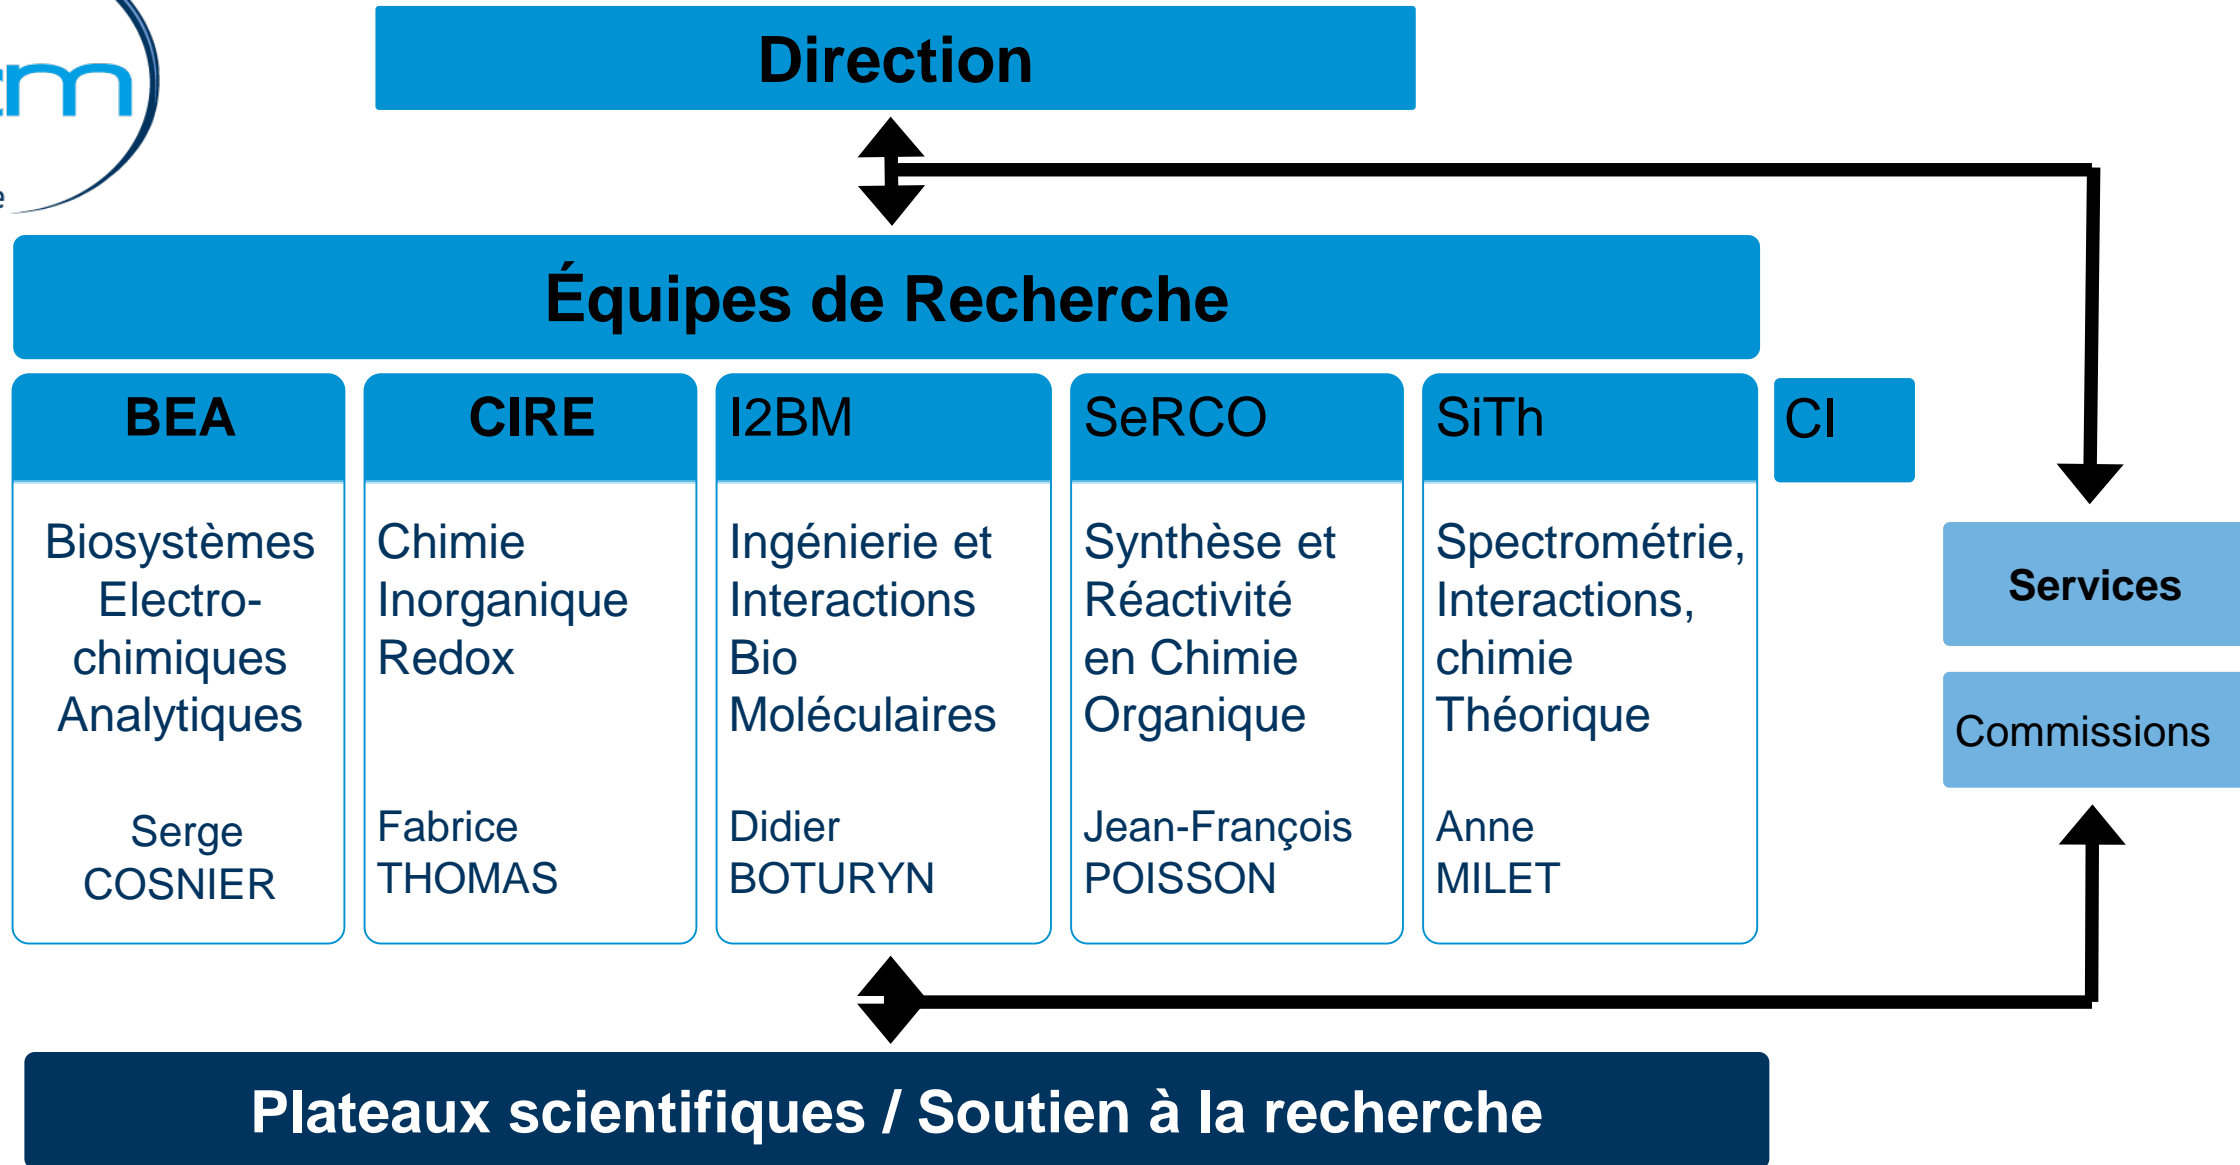 Direction
Équipes de Recherche
BEA
Biosystèmes
Electro-
chimiques
Analytiques
Serge
COSNIER
CIRE
Chimie
Inorganique
Redox
Fabrice
THOMAS
I2BM
Ingénierie et
Interactions
Bio
Moléculaires
Didier
BOTURYN
SeRCO
Synthèse et
Réactivité
en Chimie
Organique
Jean-François
POISSON
SiTh
Spectrométrie,
Interactions,
chimie
Théorique
Anne
MILET
CI
Services
Commissions
Plateaux scientifiques / Soutien à la recherche